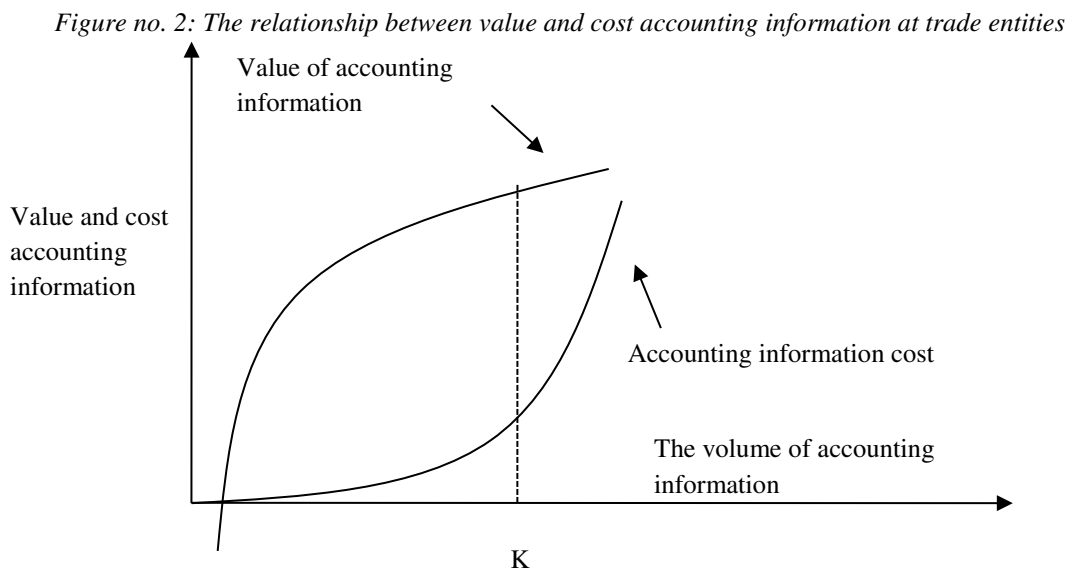 Figure no. 2: The relationship between value and cost accounting information at trade entities
Value of accounting
information
Value and cost
accounting
information
Accounting information cost
The volume of accounting
information
K